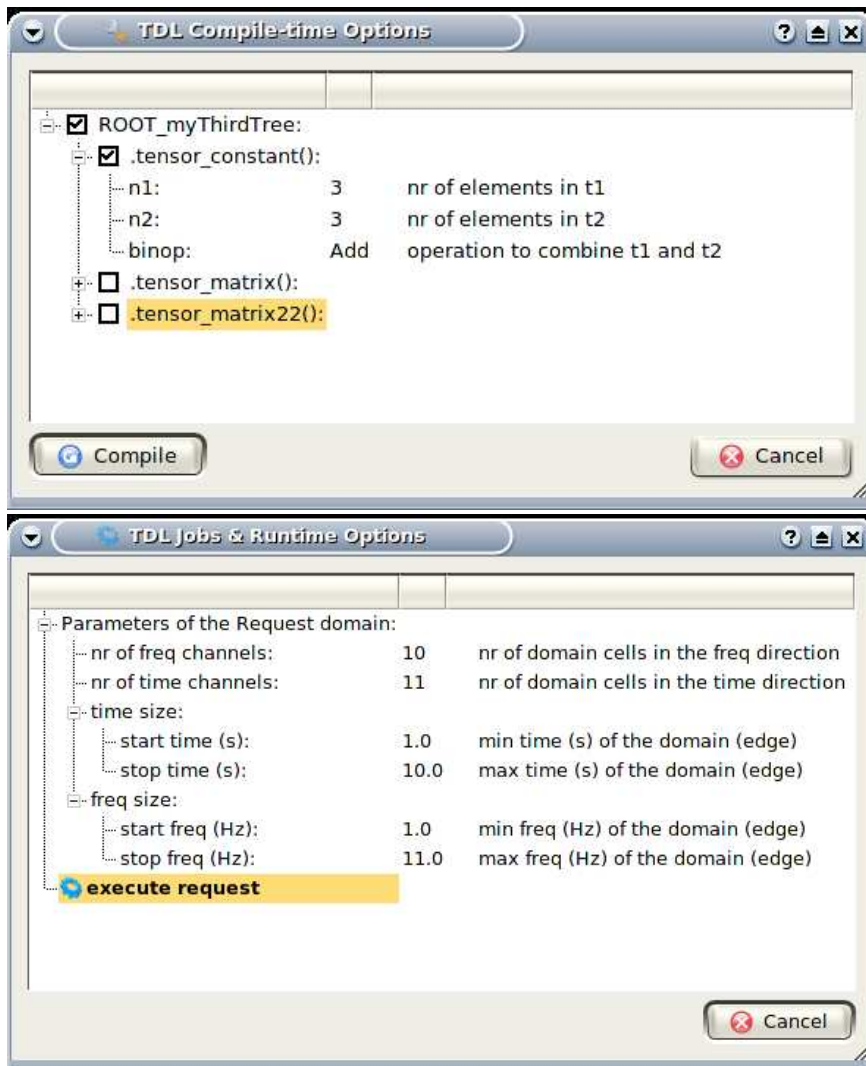 TDL Compile-time Options
ROOT_myThirdTree:
.tensor_constant():
n1: 3 nr of elements in t1
n2: 3 nr of elements in t2
binop: Add operation to combine t1 and t2
.tensor_matrix():
.tensor_matrix22():
Compile Cancel
TDL Jobs & Runtime Options
Parameters of the Request domain:
nr of freq channels: 10 nr of domain cells in the freq direction
nr of time channels: 11 nr of domain cells in the time direction
time size:
start time (s): 1.0 min time (s) of the domain (edge)
stop time (s): 10.0 max time (s) of the domain (edge)
freq size:
start freq (Hz): 1.0 min freq (Hz) of the domain (edge)
stop freq (Hz): 11.0 max freq (Hz) of the domain (edge)
execute request
Cancel